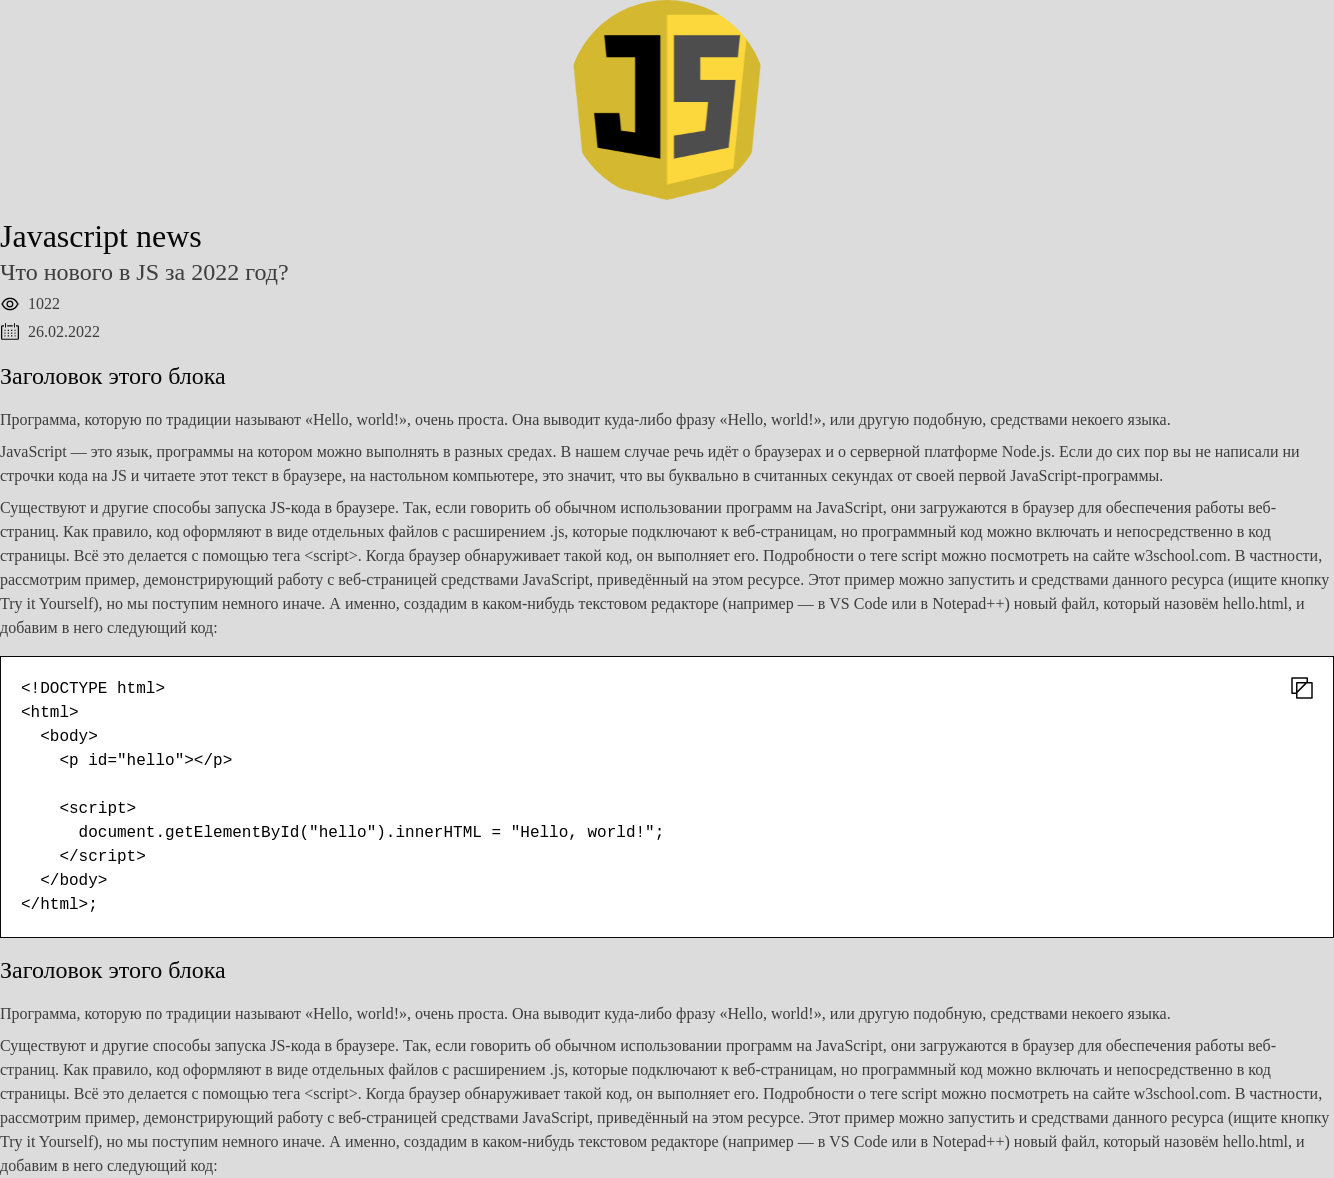 JS
Javascript news
Что нового в JS за 2022 год?
1022
26.02.2022
Заголовок этого блока
Программа, которую по традиции называют «Hello, world!», очень проста. Она выводит куда-либо фразу «Hello, world!», или другую подобную, средствами некоего языка.
JavaScript — это язык, программы на котором можно выполнять в разных средах. В нашем случае речь идёт о браузерах и о серверной платформе Node.js. Если до сих пор вы не написали ни
строчки кода на JS и читаете этот текст в браузере, на настольном компьютере, это значит, что вы буквально в считанных секундах от своей первой JavaScript-программы.
Существуют и другие способы запуска JS-кода в браузере. Так, если говорить об обычном использовании программ на JavaScript, они загружаются в браузер для обеспечения работы веб-
страниц. Как правило, код оформляют в виде отдельных файлов с расширением .js, которые подключают к веб-страницам, но программный код можно включать и непосредственно в код
страницы. Всё это делается с помощью тега <script>. Когда браузер обнаруживает такой код, он выполняет его. Подробности о теге script можно посмотреть на сайте w3school.com. В частности,
рассмотрим пример, демонстрирующий работу с веб-страницей средствами JavaScript, приведённый на этом ресурсе. Этот пример можно запустить и средствами данного ресурса (ищите кнопку
Try it Yourself), но мы поступим немного иначе. А именно, создадим в каком-нибудь текстовом редакторе (например — в VS Code или в Notepad++) новый файл, который назовём hello.html, и
добавим в него следующий код:
<!DOCTYPE html>
<html>
  <body>
    <p id="hello"></p>

    <script>
      document.getElementById("hello").innerHTML = "Hello, world!";
    </script>
  </body>
</html>;
Заголовок этого блока
Программа, которую по традиции называют «Hello, world!», очень проста. Она выводит куда-либо фразу «Hello, world!», или другую подобную, средствами некоего языка.
Существуют и другие способы запуска JS-кода в браузере. Так, если говорить об обычном использовании программ на JavaScript, они загружаются в браузер для обеспечения работы веб-
страниц. Как правило, код оформляют в виде отдельных файлов с расширением .js, которые подключают к веб-страницам, но программный код можно включать и непосредственно в код
страницы. Всё это делается с помощью тега <script>. Когда браузер обнаруживает такой код, он выполняет его. Подробности о теге script можно посмотреть на сайте w3school.com. В частности,
рассмотрим пример, демонстрирующий работу с веб-страницей средствами JavaScript, приведённый на этом ресурсе. Этот пример можно запустить и средствами данного ресурса (ищите кнопку
Try it Yourself), но мы поступим немного иначе. А именно, создадим в каком-нибудь текстовом редакторе (например — в VS Code или в Notepad++) новый файл, который назовём hello.html, и
добавим в него следующий код: